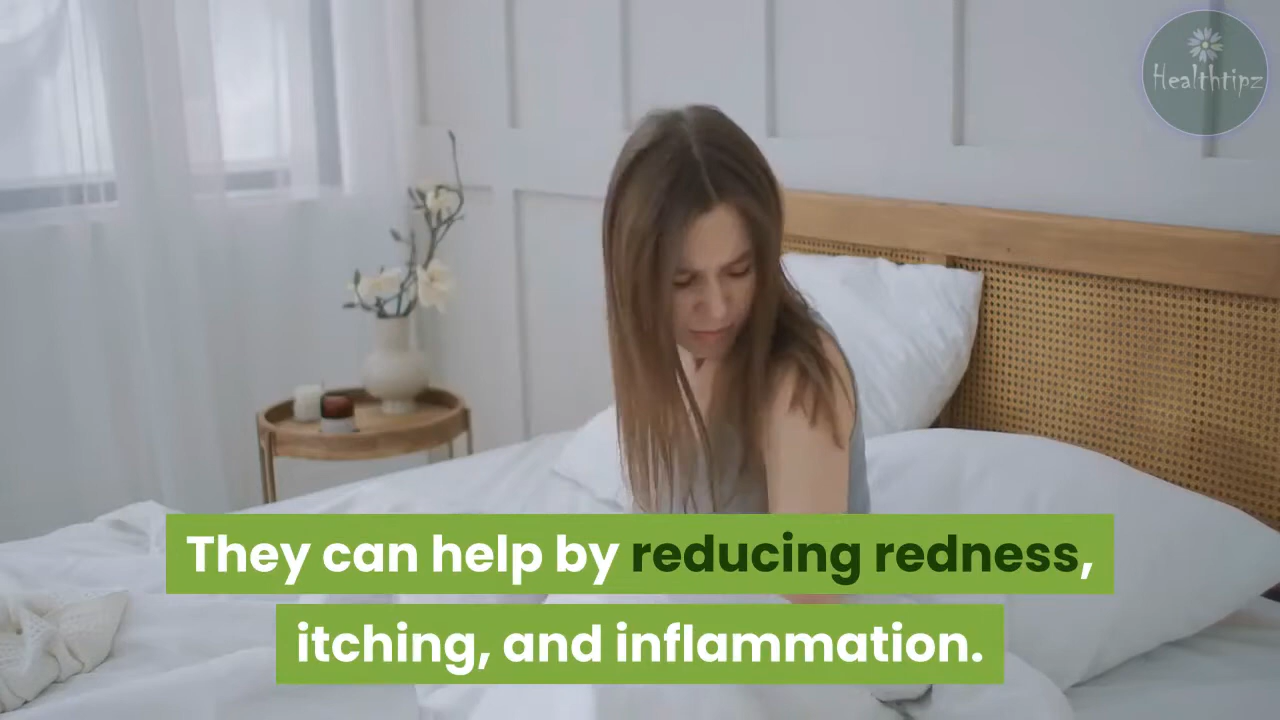 Healthtipz
They can help by reducing redness,
itching, and inflammation.